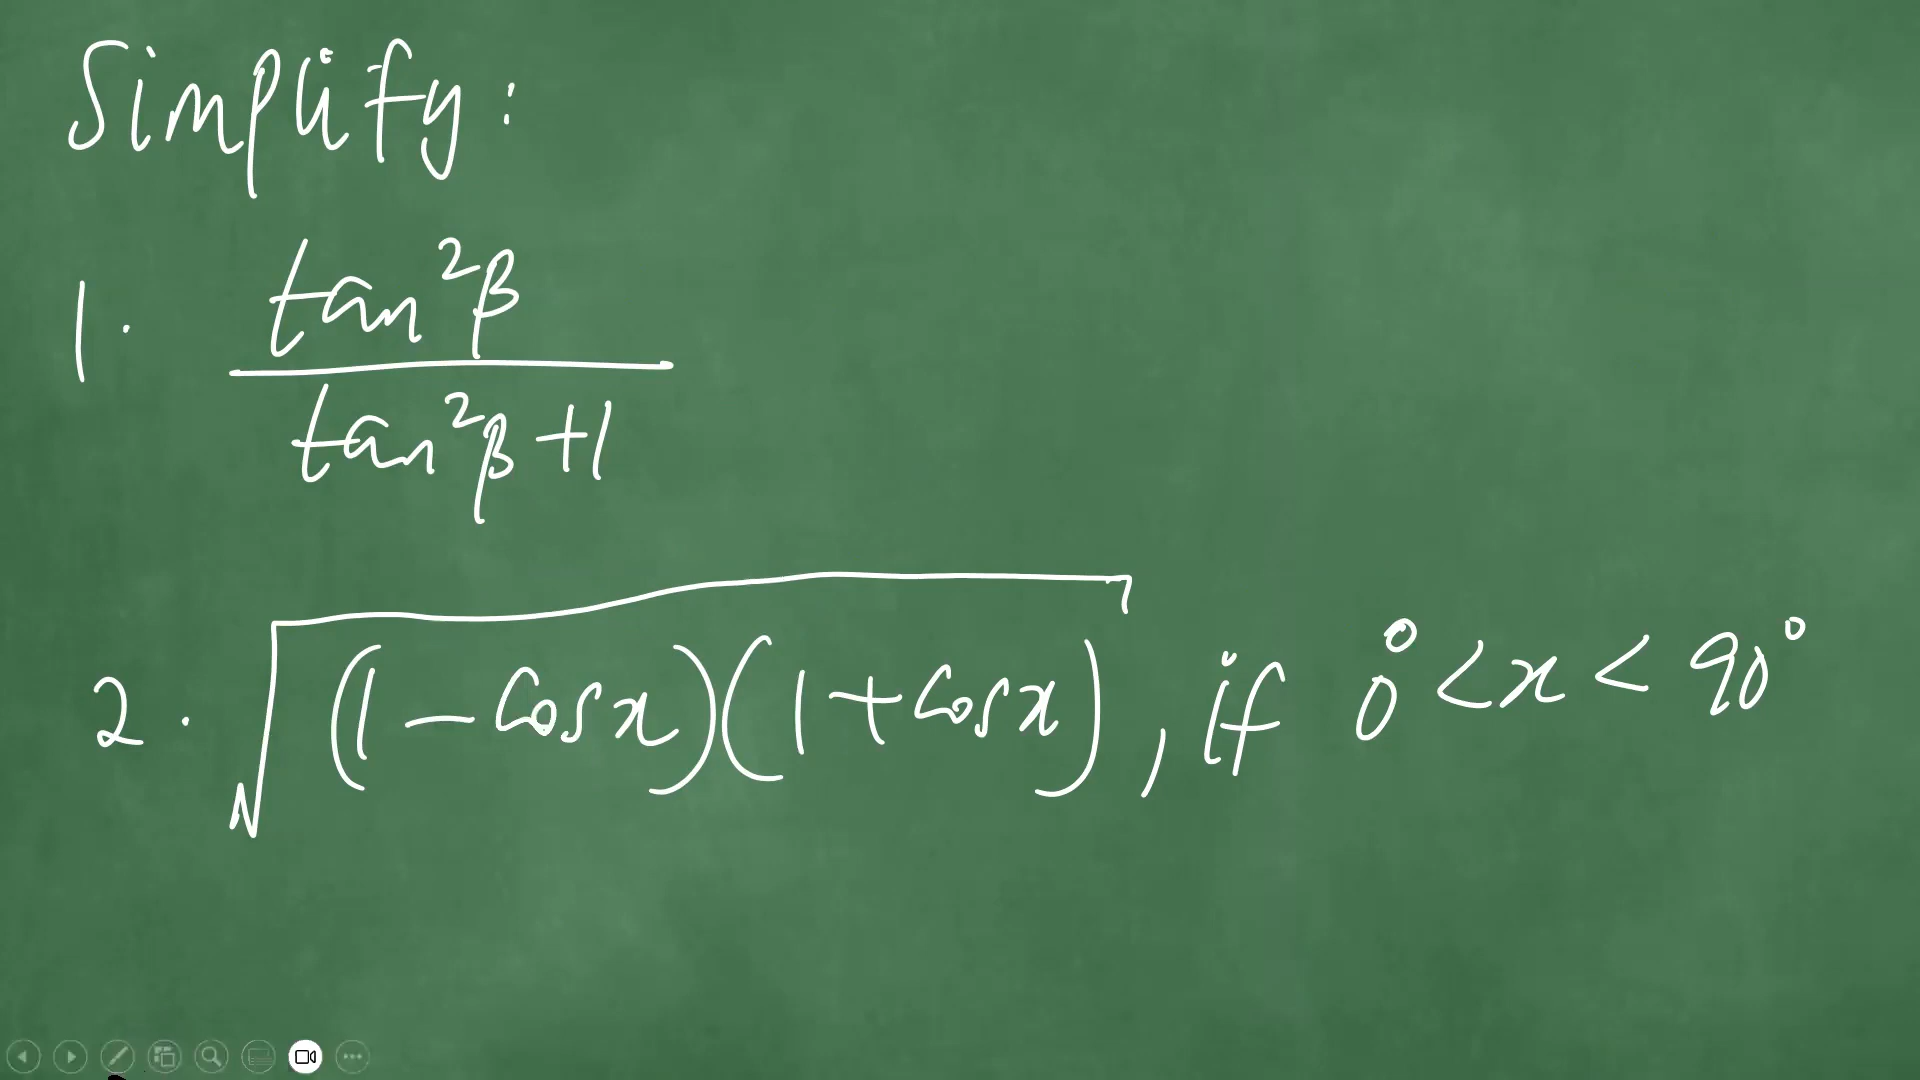 Simplify:
1. tan²β
tan²β+1
2. √(1-cosx)(1+cosx), if 0°<x<90°